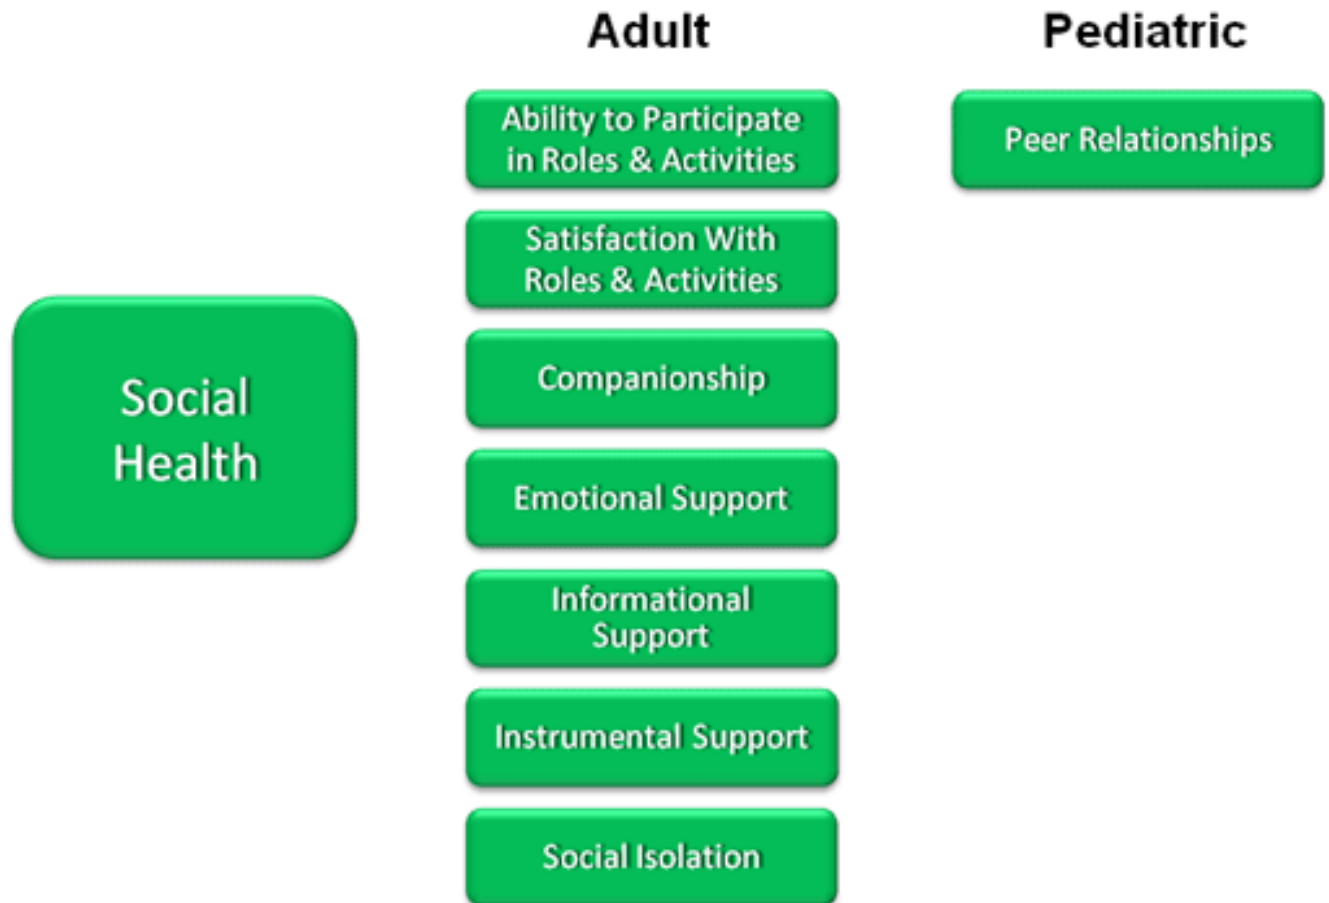 Adult
Pediatric
Ability to Participate
in Roles & Activities
Peer Relationships
Satisfaction With
Roles & Activities
Social
Health
Companionship
Emotional Support
Informational
Support
Instrumental Support
Social Isolation